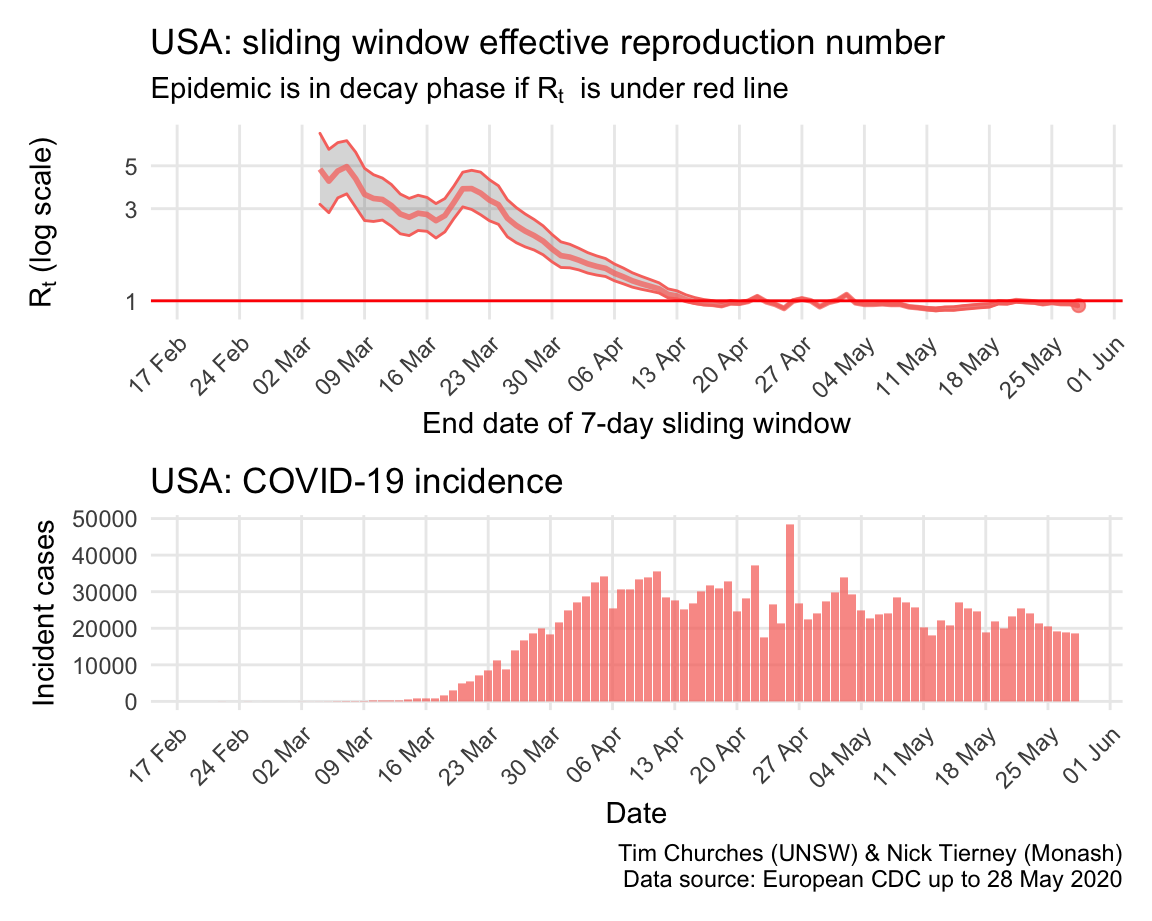 USA: sliding window effective reproduction number
Epidemic is in decay phase if Rt is under red line
Rt (log scale)
5
3
1
17 Feb
24 Feb
02 Mar
09 Mar
16 Mar
23 Mar
30 Mar
06 Apr
13 Apr
20 Apr
27 Apr
04 May
11 May
18 May
25 May
01 Jun
End date of 7-day sliding window
USA: COVID-19 incidence
Incident cases
50000
40000
30000
20000
10000
0
17 Feb
24 Feb
02 Mar
09 Mar
16 Mar
23 Mar
30 Mar
06 Apr
13 Apr
20 Apr
27 Apr
04 May
11 May
18 May
25 May
01 Jun
Date
Tim Churches (UNSW) & Nick Tierney (Monash)
Data source: European CDC up to 28 May 2020